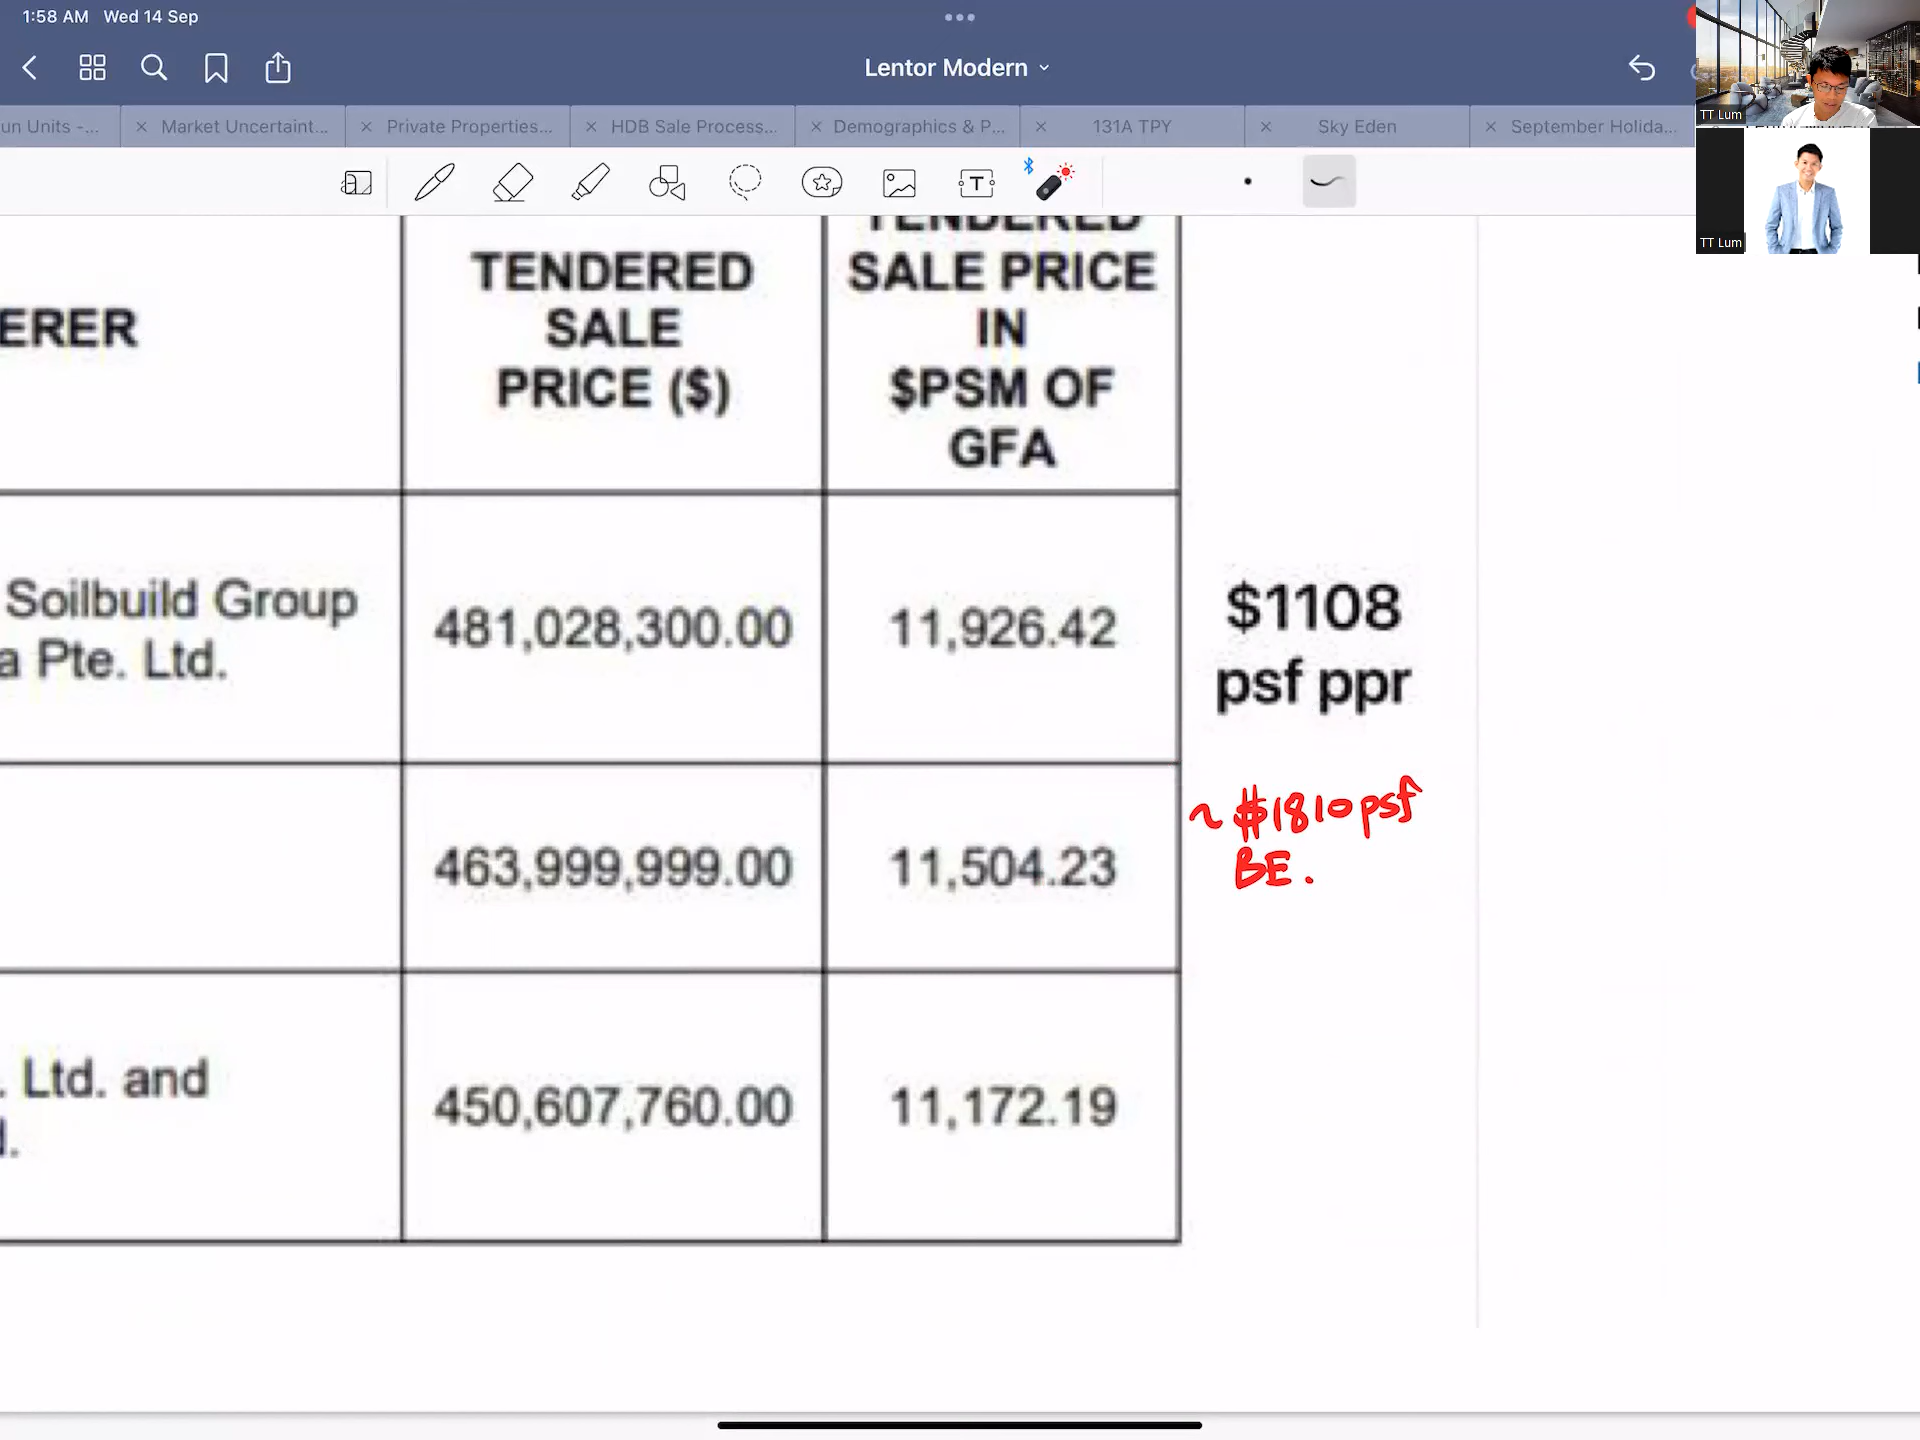 1:58 AM Wed 14 Sep
Lentor Modern
un Units -...
Market Uncertaint...
Private Properties...
HDB Sale Process...
Demographics & P...
131A TPY
Sky Eden
September Holida...
TT Lum
TT Lum
ERER
TENDERED
SALE
PRICE ($)
TENDERED
SALE PRICE
IN
$PSM OF
GFA
Soilbuild Group
a Pte. Ltd.
481,028,300.00
11,926.42
$1108
psf ppr
463,999,999.00
11,504.23
~ $1810psf
BE.
. Ltd. and
d.
450,607,760.00
11,172.19